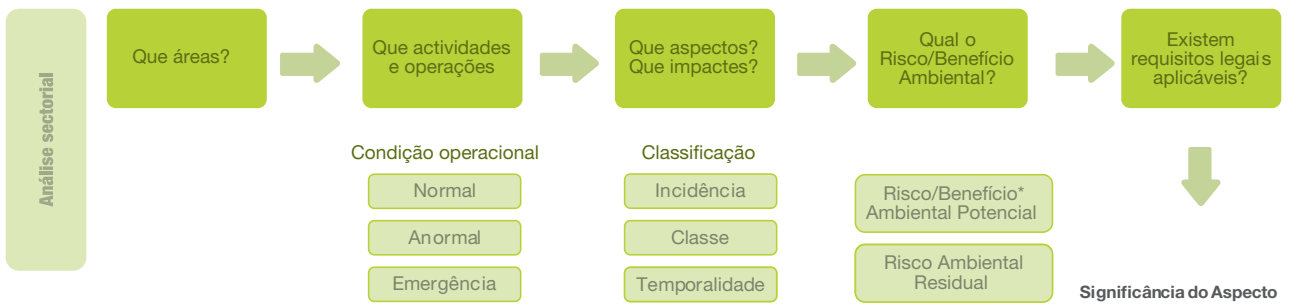 Análise sectorial
Que áreas?
Que actividades
e operações
Que aspectos?
Que impactes?
Qual o
Risco/Benefício
Ambiental?
Existem
requisitos legais
aplicáveis?
Condição operacional
Normal
Anormal
Emergência
Classificação
Incidência
Classe
Temporalidade
Risco/Benefício*
Ambiental Potencial
Risco Ambiental
Residual
Significância do Aspecto